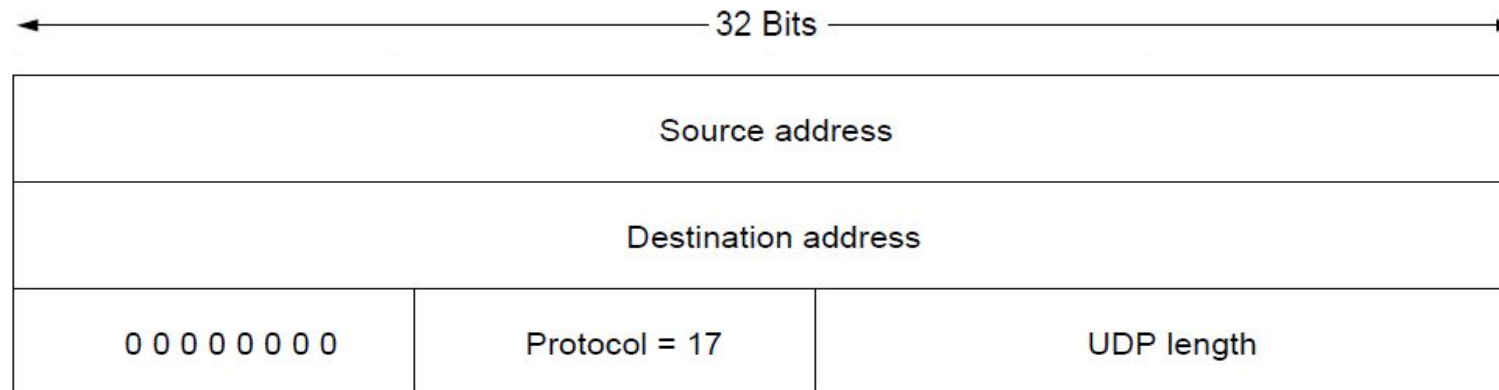 32 Bits
Source address
Destination address
0 0 0 0 0 0 0 0 Protocol = 17 UDP length